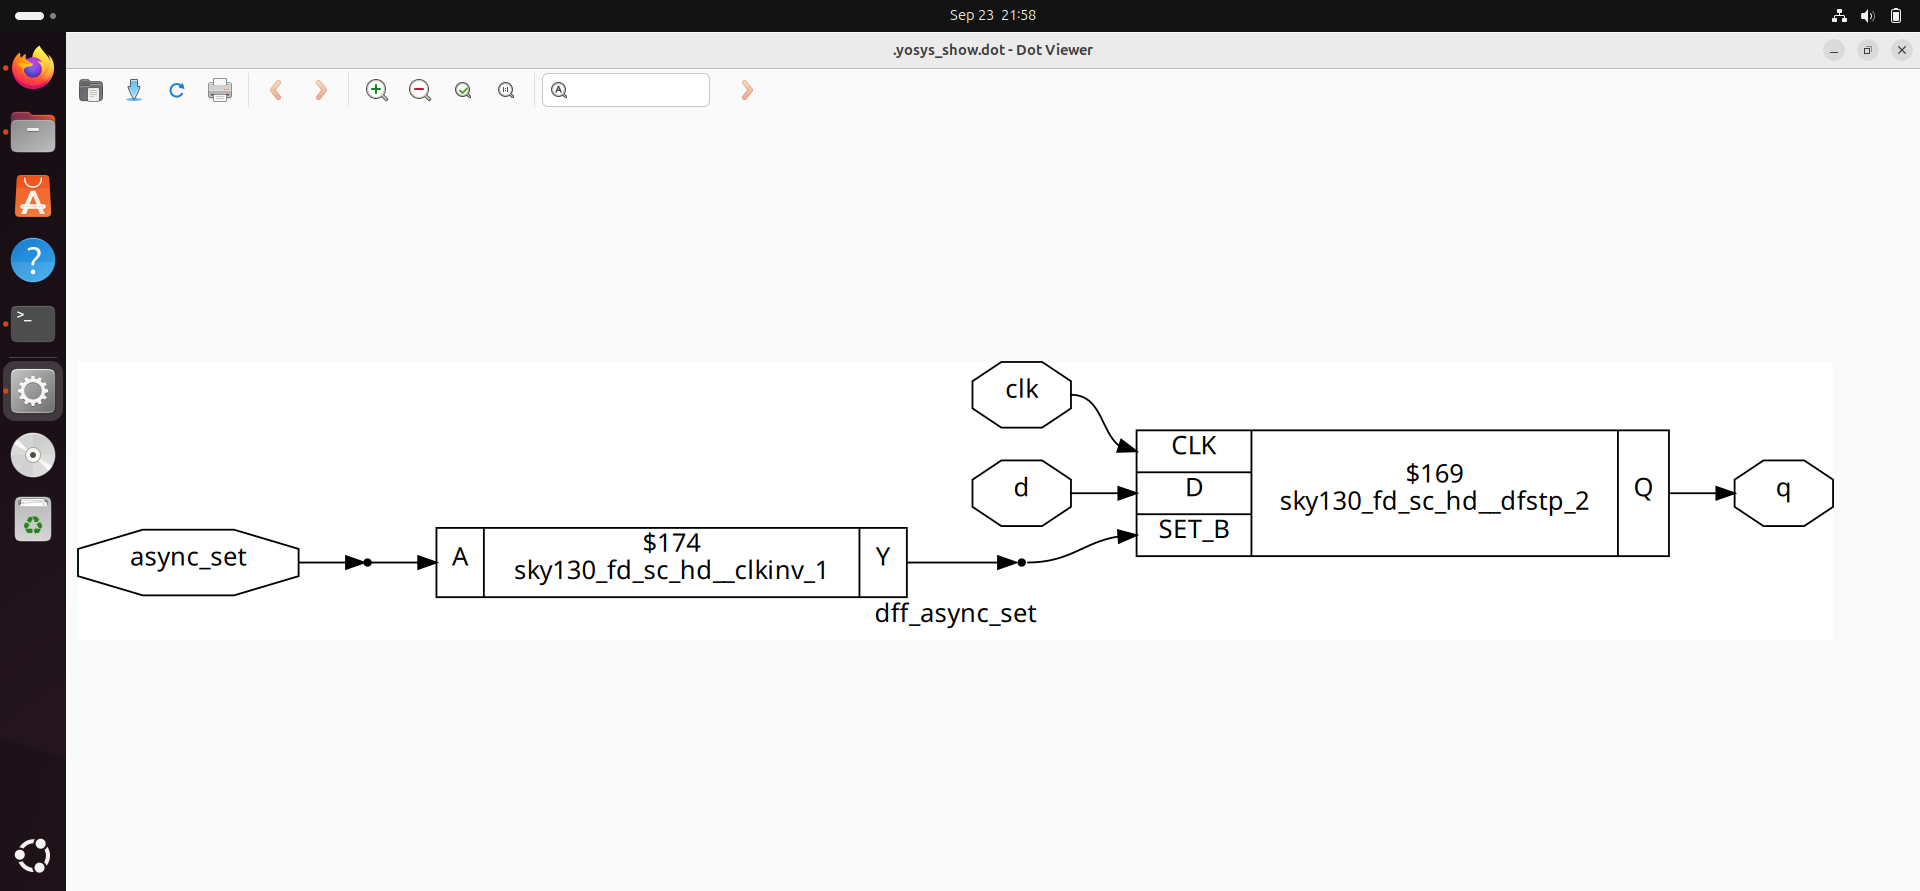 Sep 23 21:58
.yosys_show.dot - Dot Viewer
clk
CLK
$169
d
D
sky130_fd_sc_hd__dfstp_2
Q
q
SET_B
async_set
A
$174
sky130_fd_sc_hd__clkinv_1
Y
dff_async_set